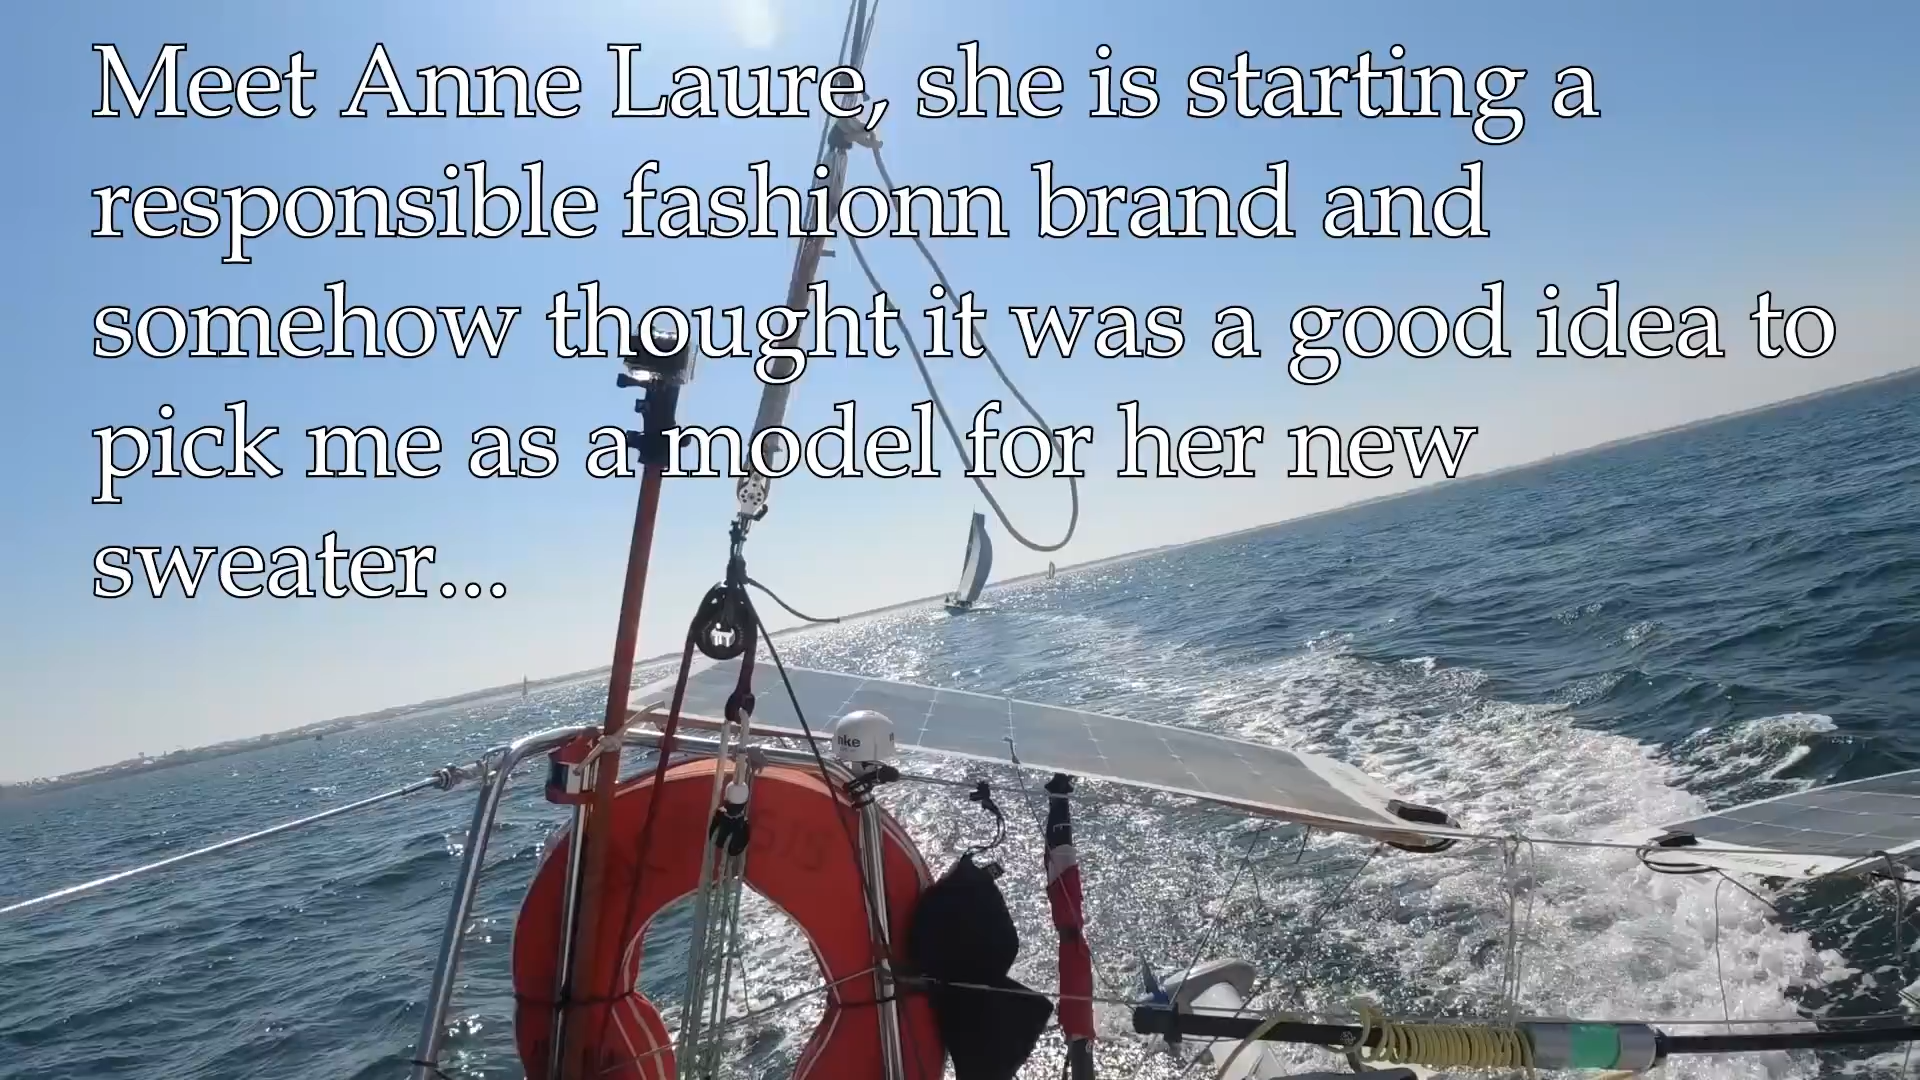 Meet Anne Laure, she is starting a
responsible fashionn brand and
somehow thought it was a good idea to
pick me as a model for her new
sweater...
nke